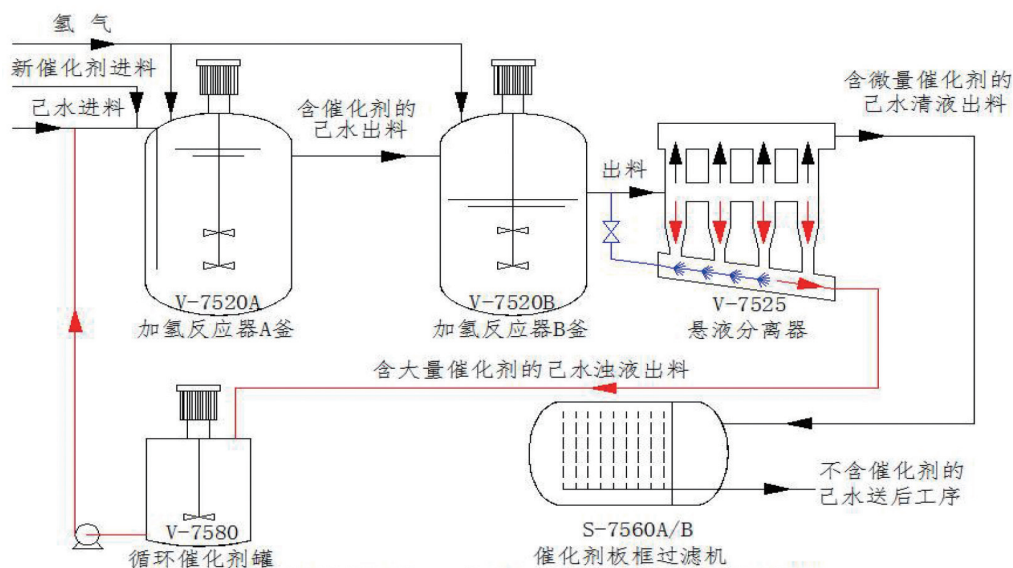 氢 气
新催化剂进料
己水进料
含催化剂的
己水出料
出料
含微量催化剂的
己水清液出料
V-7520A
加氢反应器A釜
V-7520B
加氢反应器B釜
V-7525
悬液分离器
含大量催化剂的己水浊液出料
V-7580
循环催化剂罐
S-7560A/B
催化剂板框过滤机
不含催化剂的
己水送后工序